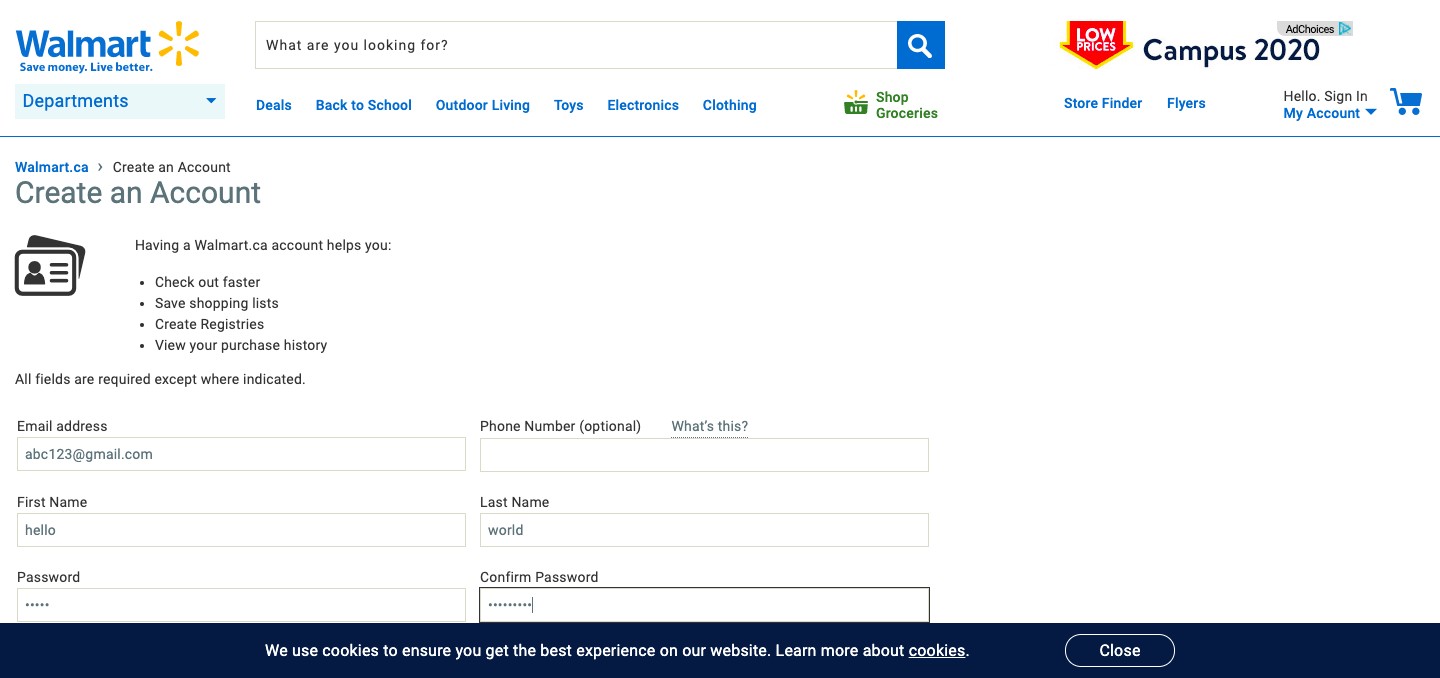 Walmart
Save money. Live better.
What are you looking for?
LOW PRICES
Campus 2020
AdChoices
Departments
Deals Back to School Outdoor Living Toys Electronics Clothing
Shop
Groceries
Store Finder Flyers
Hello. Sign In
My Account
Walmart.ca › Create an Account
Create an Account
Having a Walmart.ca account helps you:
• Check out faster
• Save shopping lists
• Create Registries
• View your purchase history
All fields are required except where indicated.
Email address
Phone Number (optional) What's this?
abc123@gmail.com
First Name
Last Name
hello
world
Password
Confirm Password
•••••
•••••••••
We use cookies to ensure you get the best experience on our website. Learn more about cookies.
Close